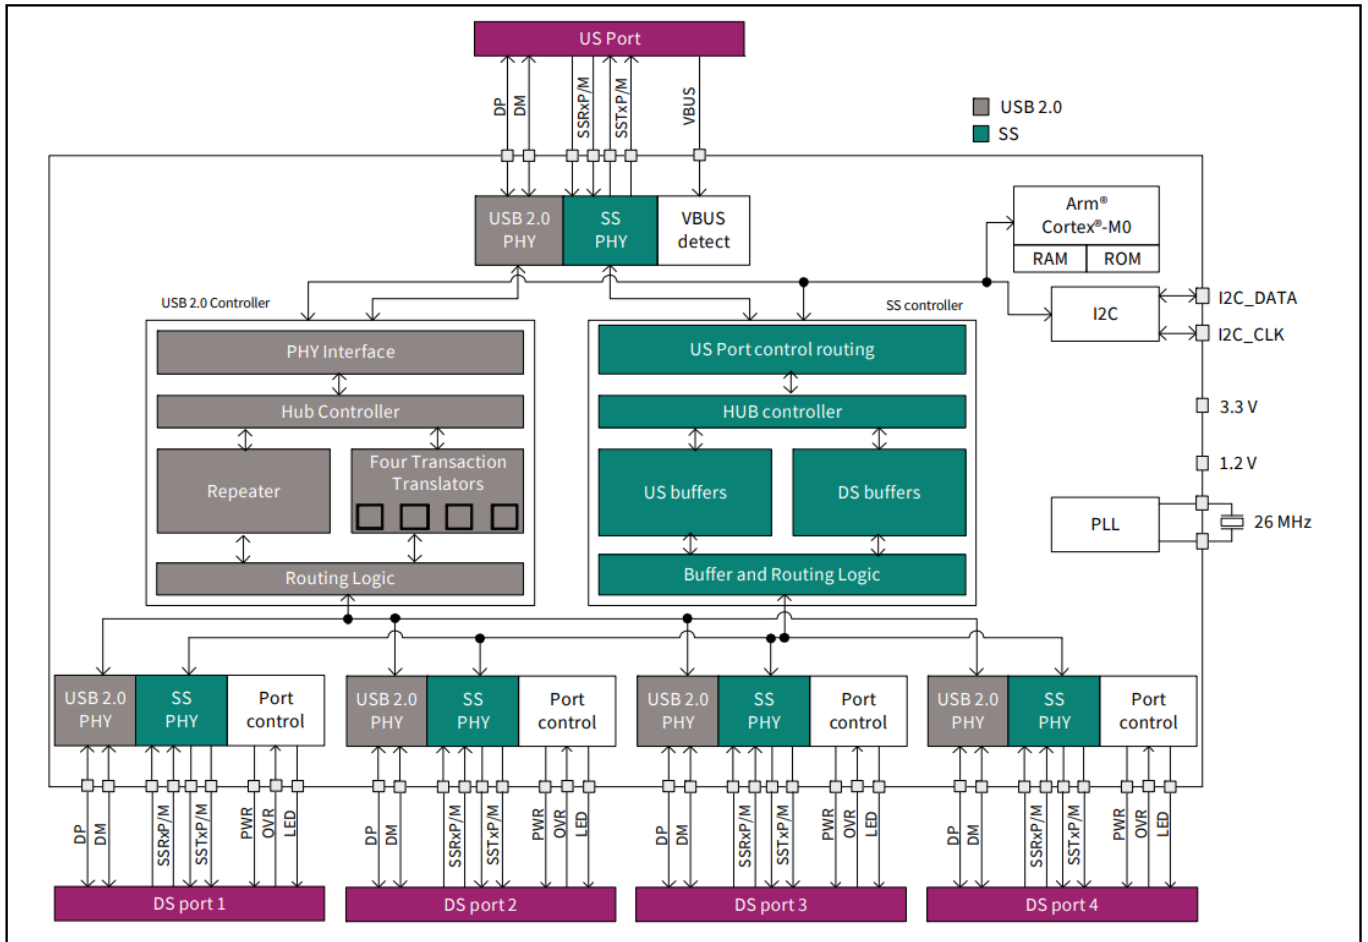 US Port
DP
DM
SSRxP/M
SSTxP/M
VBUS
USB 2.0
SS
USB 2.0
PHY
SS
PHY
VBUS
detect
Arm®
Cortex®-M0
RAM
ROM
I2C
I2C_DATA
I2C_CLK
3.3 V
1.2 V
PLL
26 MHz
USB 2.0 Controller
PHY Interface
Hub Controller
Repeater
Four Transaction
Translators
Routing Logic
SS controller
US Port control routing
HUB controller
US buffers
DS buffers
Buffer and Routing Logic
USB 2.0
PHY
SS
PHY
Port
control
DP
DM
SSRxP/M
SSTxP/M
PWR
OVR
LED
DS port 1
USB 2.0
PHY
SS
PHY
Port
control
DP
DM
SSRxP/M
SSTxP/M
PWR
OVR
LED
DS port 2
USB 2.0
PHY
SS
PHY
Port
control
DP
DM
SSRxP/M
SSTxP/M
PWR
OVR
LED
DS port 3
USB 2.0
PHY
SS
PHY
Port
control
DP
DM
SSRxP/M
SSTxP/M
PWR
OVR
LED
DS port 4